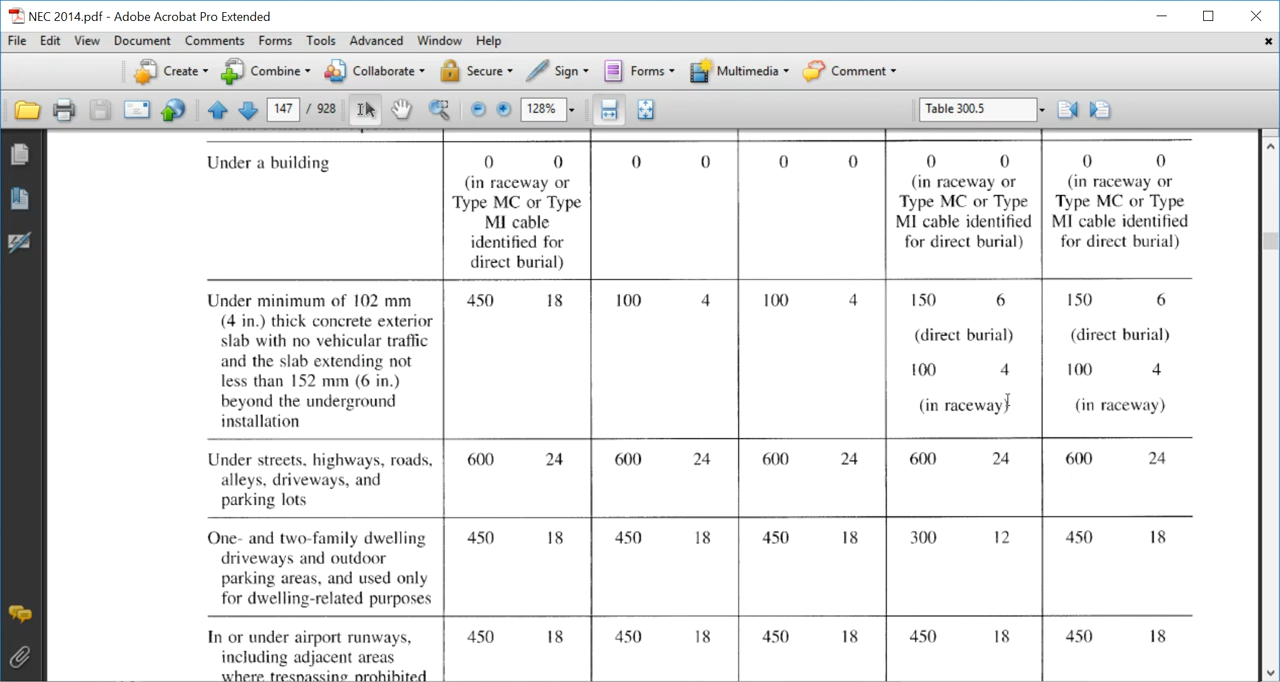 NEC 2014.pdf - Adobe Acrobat Pro Extended
File Edit View Document Comments Forms Tools Advanced Window Help
Create Combine Collaborate Secure Sign Forms Multimedia Comment
147 / 928 128% Table 300.5
Under a building 0 0 0 0 0 0 0 0 0 0
(in raceway or (in raceway or (in raceway or
Type MC or Type Type MC or Type Type MC or Type
MI cable MI cable identified MI cable identified
identified for for direct burial) for direct burial)
direct burial)
Under minimum of 102 mm 450 18 100 4 100 4 150 6 150 6
(4 in.) thick concrete exterior (direct burial) (direct burial)
slab with no vehicular traffic
and the slab extending not 100 4 100 4
less than 152 mm (6 in.)
beyond the underground (in raceway) (in raceway)
installation
Under streets, highways, roads, 600 24 600 24 600 24 600 24 600 24
alleys, driveways, and
parking lots
One- and two-family dwelling 450 18 450 18 450 18 300 12 450 18
driveways and outdoor
parking areas, and used only
for dwelling-related purposes
In or under airport runways, 450 18 450 18 450 18 450 18 450 18
including adjacent areas
where trespassing prohibited